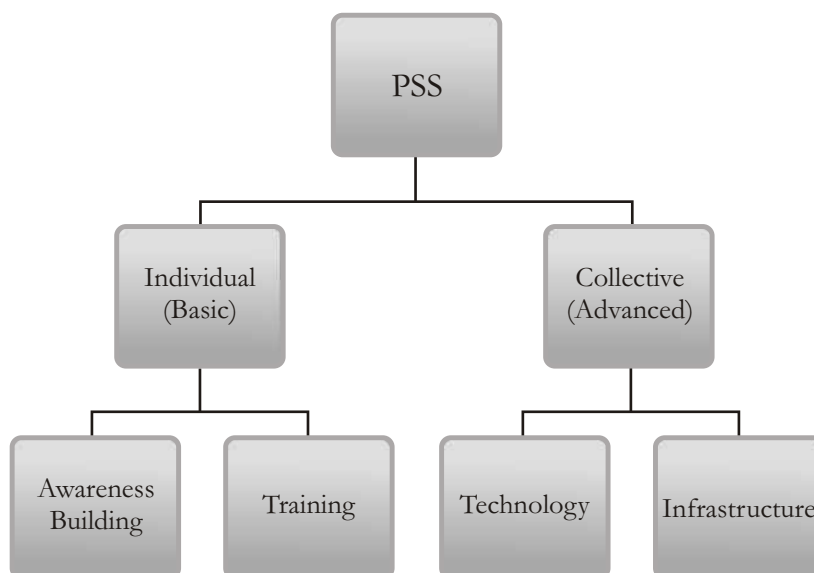 PSS
Individual
(Basic)
Collective
(Advanced)
Awareness
Building
Training
Technology
Infrastructure